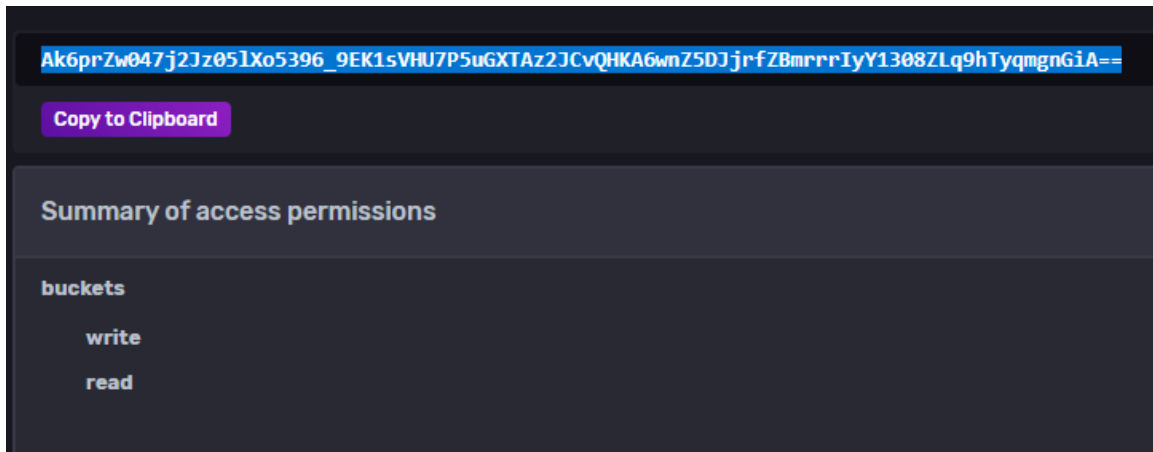 Ak6prZw047j2Jz05lXo5396_9EK1sVHU7P5uGXTAz2JCvQHKA6wnZ5DJjrfZBmrrrIyY1308ZLq9hTyqmgnGiA==
Copy to Clipboard
Summary of access permissions
buckets
write
read